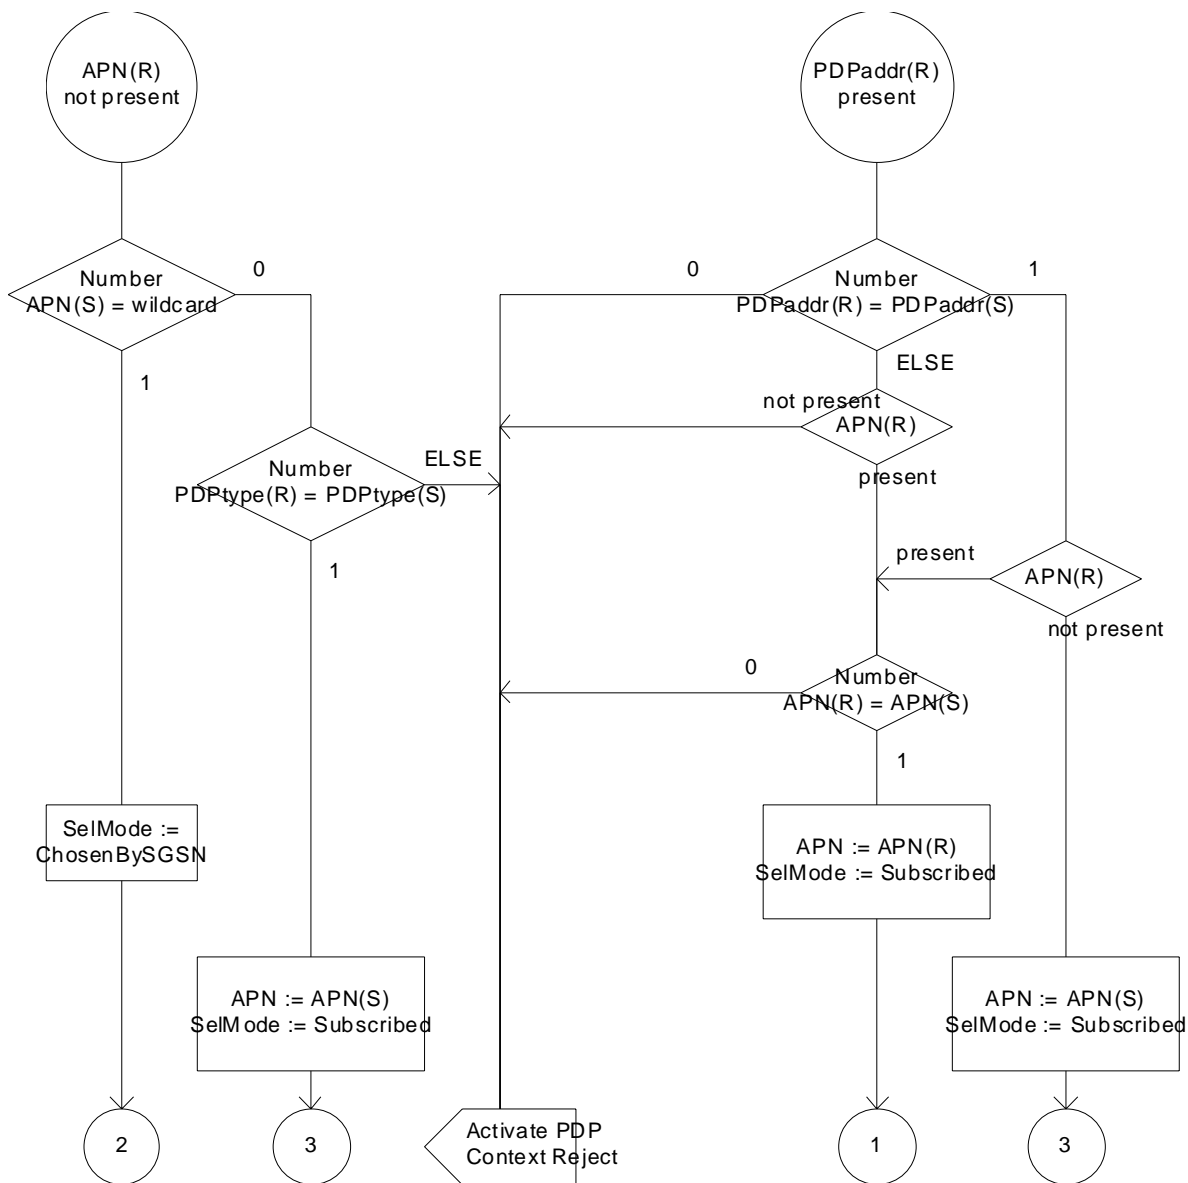 APN(R)
not present
PDPaddr(R)
present
Number
APN(S) = wildcard
0
1
0
Number
PDPaddr(R) = PDPaddr(S)
1
ELSE
not present
APN(R)
present
Number
PDPtype(R) = PDPtype(S)
ELSE
1
present
APN(R)
not present
0
Number
APN(R) = APN(S)
1
SelMode :=
ChosenBySGSN
APN := APN(R)
SelMode := Subscribed
APN := APN(S)
SelMode := Subscribed
APN := APN(S)
SelMode := Subscribed
2
3
Activate PDP
Context Reject
1
3